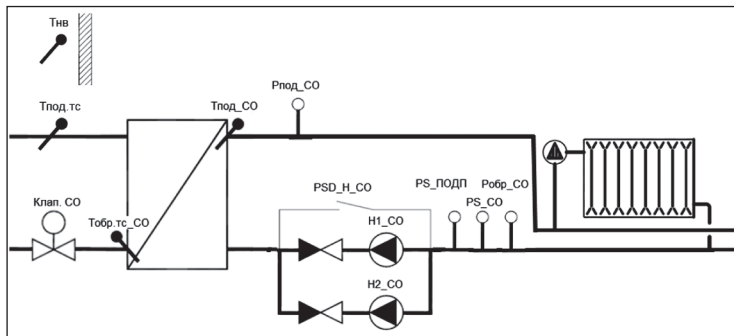 Тнв
Тпод.тс
Тпод_СО
Рпод_СО
Клап. СО
Тобр.тс_СО
PSD_Н_СО
Н1_СО
Н2_СО
PS_ПОДП
Робр_СО
PS_СО